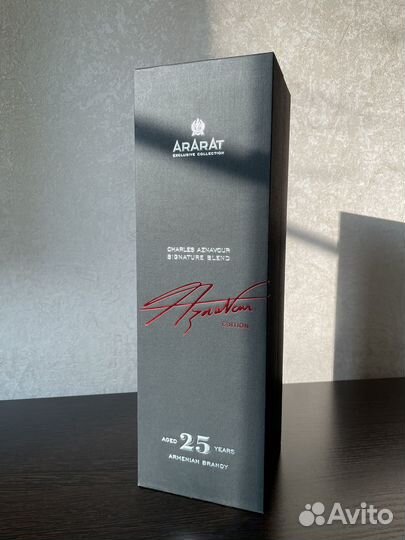 ARARAT
EXCLUSIVE COLLECTION
CHARLES AZNAVOUR
SIGNATURE BLEND
Aznavour
EDITION
AGED 25 YEARS
ARMENIAN BRANDY
Avito